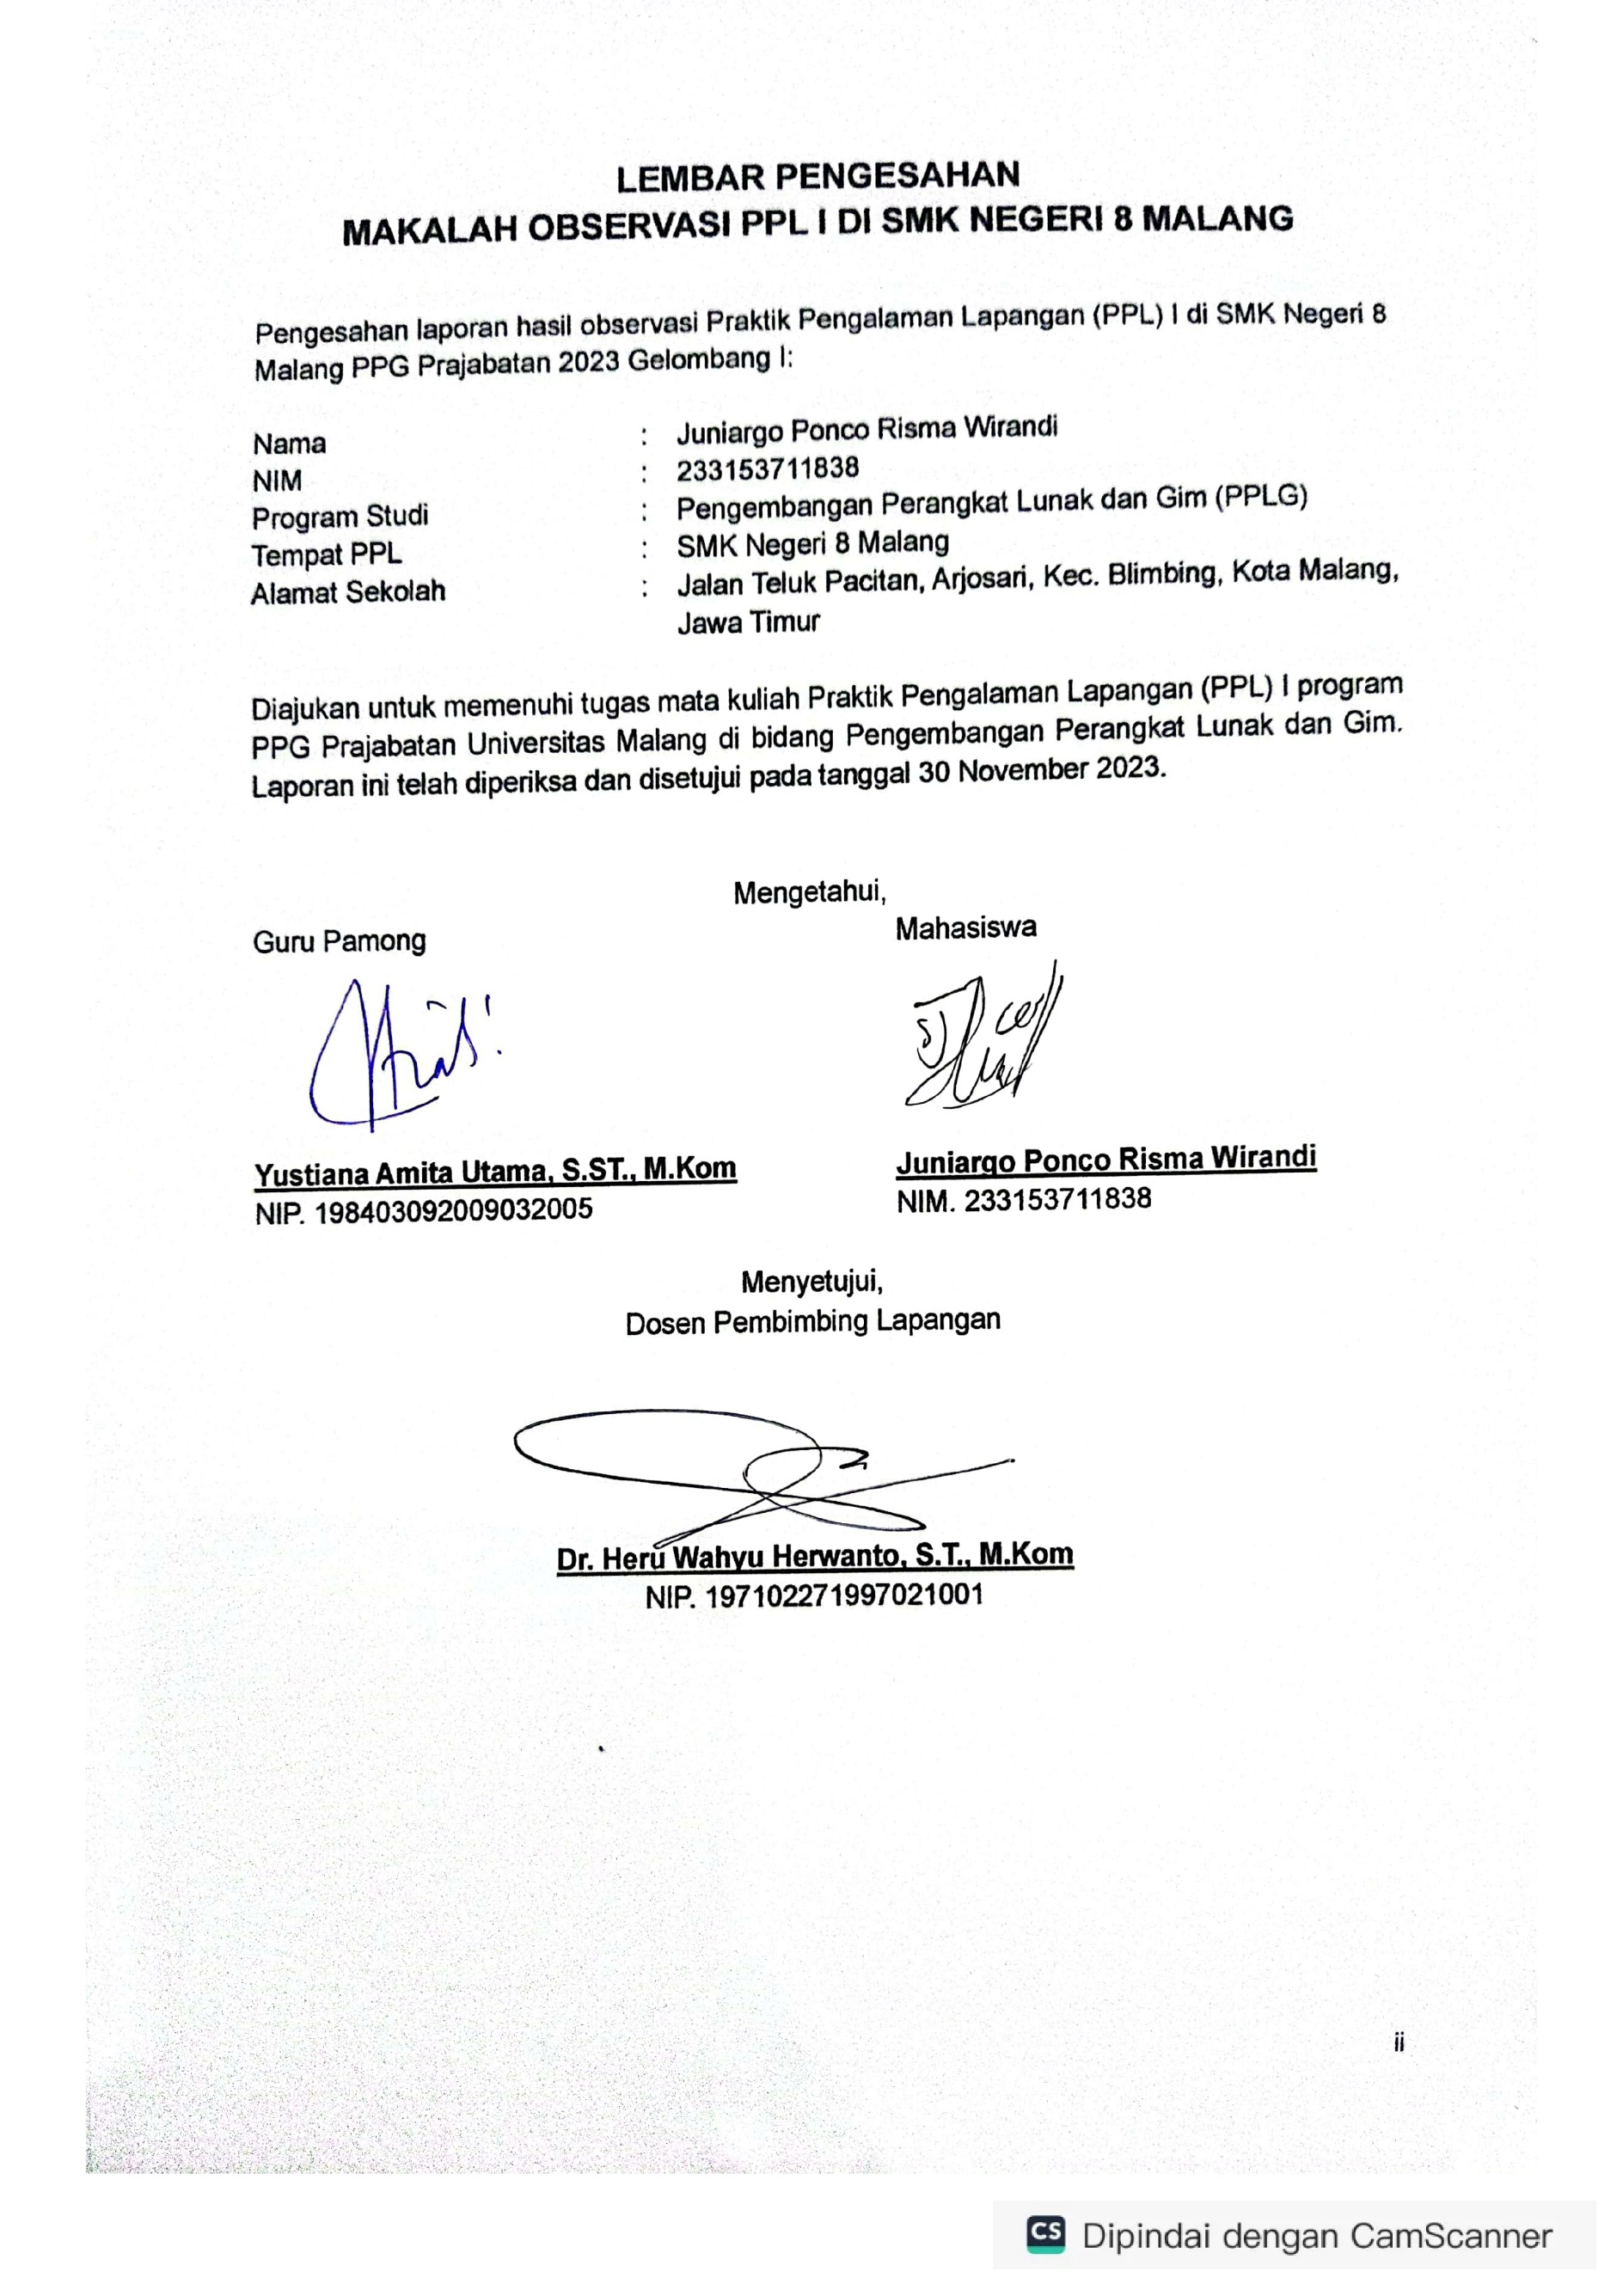 LEMBAR PENGESAHAN
MAKALAH OBSERVASI PPL I DI SMK NEGERI 8 MALANG
Pengesahan laporan hasil observasi Praktik Pengalaman Lapangan (PPL) I di SMK Negeri 8
Malang PPG Prajabatan 2023 Gelombang I:
Nama : Juniargo Ponco Risma Wirandi
NIM : 233153711838
Program Studi : Pengembangan Perangkat Lunak dan Gim (PPLG)
Tempat PPL : SMK Negeri 8 Malang
Alamat Sekolah : Jalan Teluk Pacitan, Arjosari, Kec. Blimbing, Kota Malang,
Jawa Timur
Diajukan untuk memenuhi tugas mata kuliah Praktik Pengalaman Lapangan (PPL) I program
PPG Prajabatan Universitas Malang di bidang Pengembangan Perangkat Lunak dan Gim.
Laporan ini telah diperiksa dan disetujui pada tanggal 30 November 2023.
Mengetahui,
Guru Pamong
Mahasiswa
Yustiana Amita Utama, S.ST., M.Kom
NIP. 198403092009032005
Juniargo Ponco Risma Wirandi
NIM. 233153711838
Menyetujui,
Dosen Pembimbing Lapangan
Dr. Heru Wahyu Herwanto, S.T., M.Kom
NIP. 197102271997021001
ii
CS Dipindai dengan CamScanner